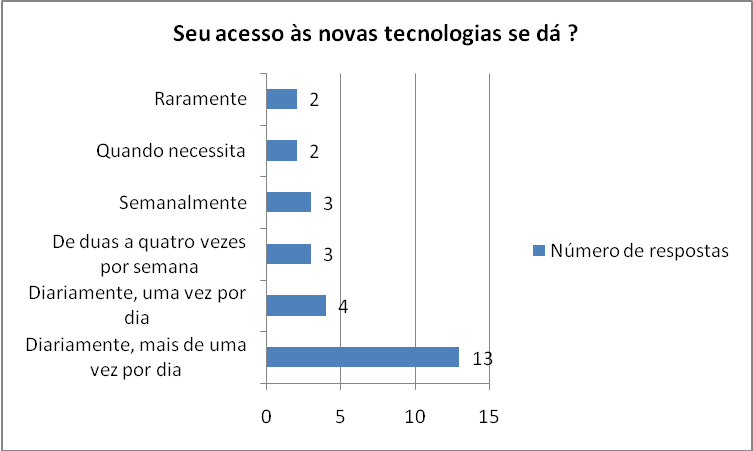 Seu acesso às novas tecnologias se dá ?
Raramente
2
Quando necessita
2
Semanalmente
3
De duas a quatro vezes
por semana
3
Diariamente, uma vez por
dia
4
Diariamente, mais de uma
vez por dia
13
Número de respostas
0 5 10 15